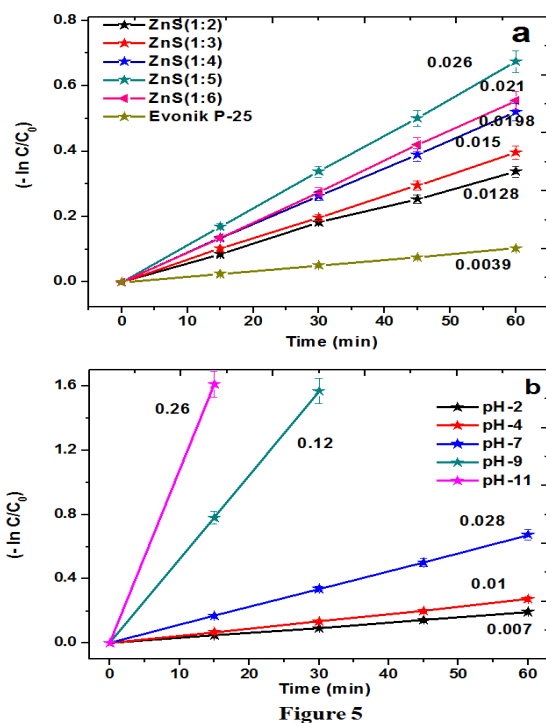 a
ZnS(1:2)
ZnS(1:3)
ZnS(1:4)
ZnS(1:5)
ZnS(1:6)
Evonik P-25
0.026
0.021
0.0198
0.015
0.0128
0.0039
(- ln C/C₀)
0.8
0.6
0.4
0.2
0.0
0 10 20 30 40 50 60
Time (min)
b
pH-2
pH-4
pH-7
pH-9
pH-11
0.26
0.12
0.028
0.01
0.007
(- ln C/C₀)
1.6
1.2
0.8
0.4
0.0
0 10 20 30 40 50 60
Time (min)
Figure 5